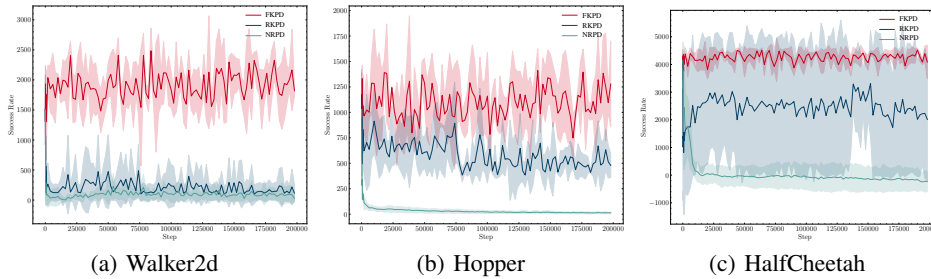 3000
2500
2000
1500
1000
500
0
Success Rate
FKPD
RKPD
NRPD
0 25000 50000 75000 100000 125000 150000 175000 200000
Step
(a) Walker2d
2000
1750
1500
1250
1000
750
500
250
0
Success Rate
FKPD
RKPD
NRPD
0 25000 50000 75000 100000 125000 150000 175000 200000
Step
(b) Hopper
5000
4000
3000
2000
1000
0
−1000
Success Rate
FKPD
RKPD
NRPD
0 25000 50000 75000 100000 125000 150000 175000 200000
Step
(c) HalfCheetah